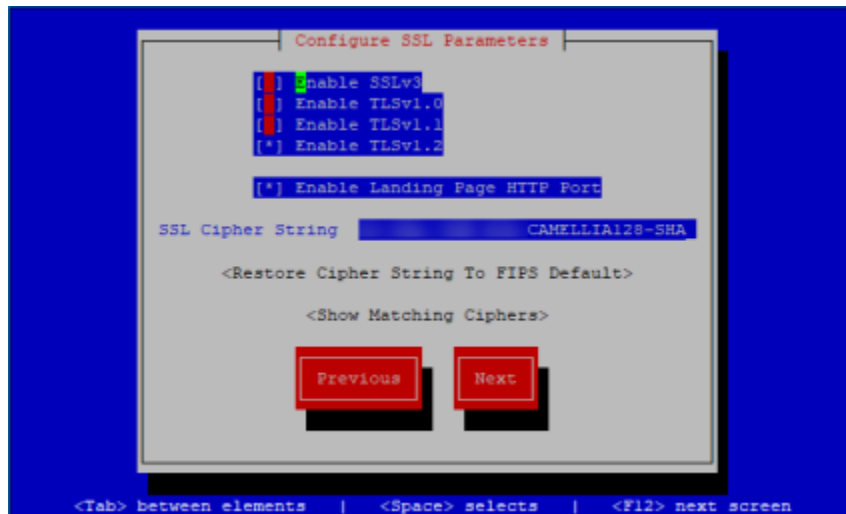 Configure SSL Parameters
[ ] Enable SSLv3
[ ] Enable TLSv1.0
[ ] Enable TLSv1.1
[*] Enable TLSv1.2
[*] Enable Landing Page HTTP Port
SSL Cipher String CAMELLIA128-SHA
<Restore Cipher String To FIPS Default>
<Show Matching Ciphers>
Previous Next
<Tab> between elements | <Space> selects | <F12> next screen